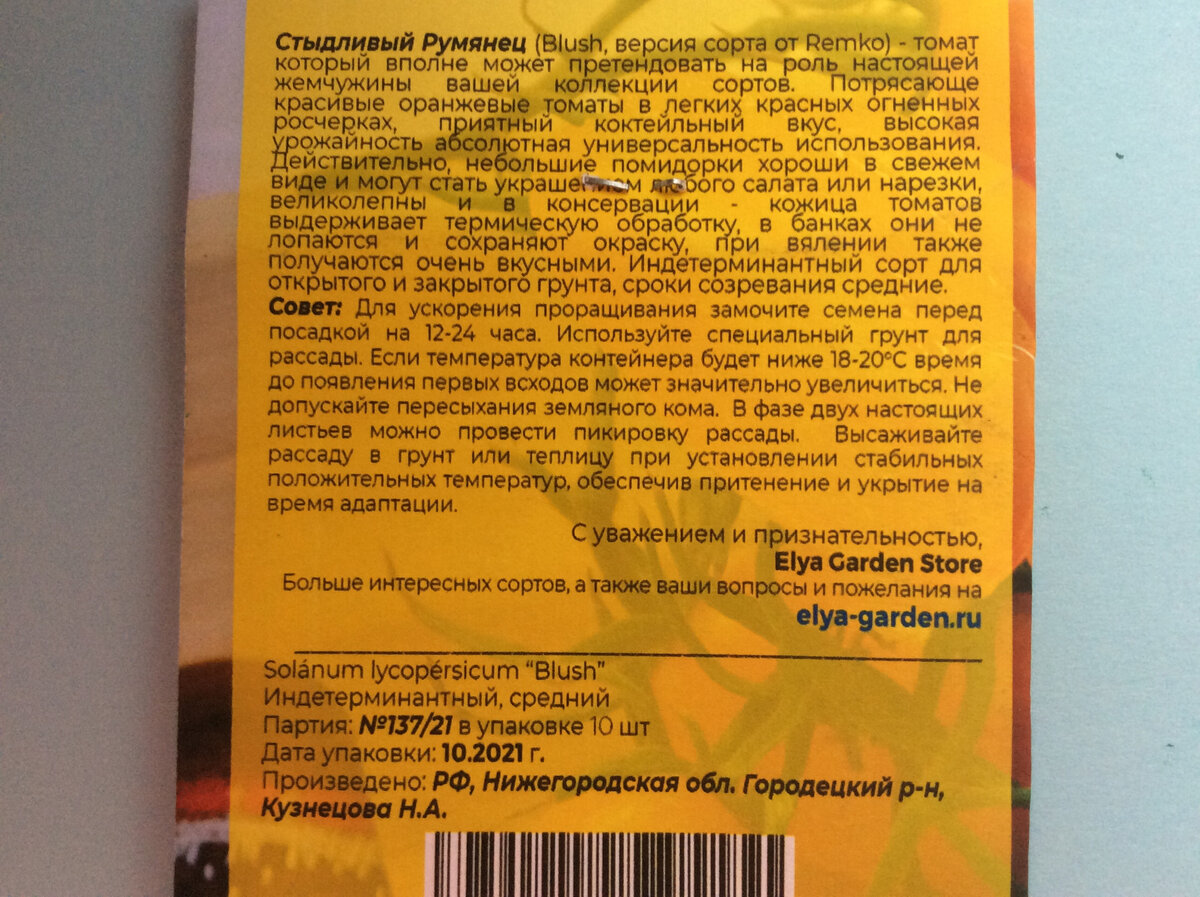 Стыдливый Румянец (Blush, версия сорта от Remko) - томат
который вполне может претендовать на роль настоящей
жемчужины вашей коллекции сортов. Потрясающе
красивые оранжевые томаты в легких красных огненных
росчерках, приятный коктейльный вкус, высокая
урожайность абсолютная универсальность использования.
Действительно, небольшие помидорки хороши в свежем
виде и могут стать украшением любого салата или нарезки,
великолепны и в консервации - кожица томатов
выдерживает термическую обработку, в банках они не
лопаются и сохраняют окраску, при вялении также
получаются очень вкусными. Индетерминантный сорт для
открытого и закрытого грунта, сроки созревания средние.
Совет: Для ускорения проращивания замочите семена перед
посадкой на 12-24 часа. Используйте специальный грунт для
рассады. Если температура контейнера будет ниже 18-20°С время
до появления первых всходов может значительно увеличиться. Не
допускайте пересыхания земляного кома. В фазе двух настоящих
листьев можно провести пикировку рассады. Высаживайте
рассаду в грунт или теплицу при установлении стабильных
положительных температур, обеспечив притенение и укрытие на
время адаптации.
С уважением и признательностью,
Elya Garden Store
Больше интересных сортов, а также ваши вопросы и пожелания на
elya-garden.ru
Solánum lycopérsicum “Blush”
Индетерминантный, средний
Партия: №137/21 в упаковке 10 шт
Дата упаковки: 10.2021 г.
Произведено: РФ, Нижегородская обл. Городецкий р-н,
Кузнецова Н.А.